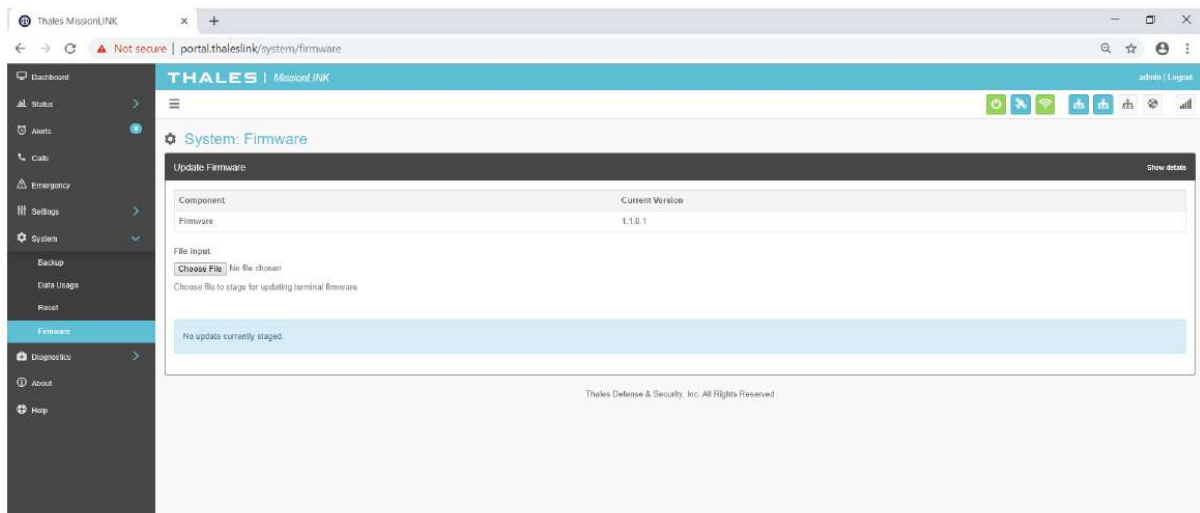 Thales MissionLINK
Not secure | portal.thaleslink/system/firmware
Dashboard
THALES | MissionLINK
admin | Logout
Status
Alerts
Calls
Emergency
Settings
System
Backup
Data Usage
Reset
Firmware
Diagnostics
About
Help
System: Firmware
Update Firmware
Show details
Component Current Version
Firmware 1.1.0.1
File input
Choose File No file chosen
Choose file to stage for updating terminal firmware.
No update currently staged.
Thales Defense & Security, Inc. All Rights Reserved